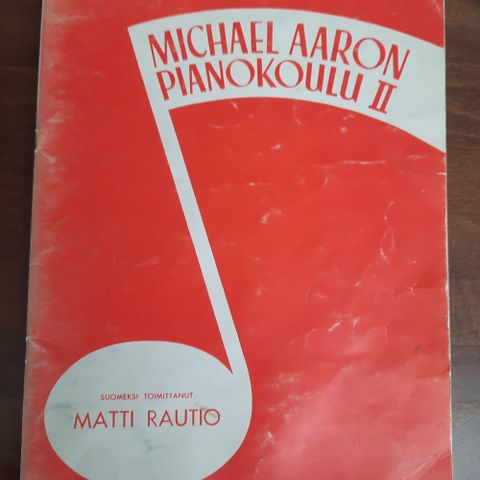 MICHAEL AARON
PIANOKOULU II
SUOMEKSI TOIMITTANUT
MATTI RAUTIO